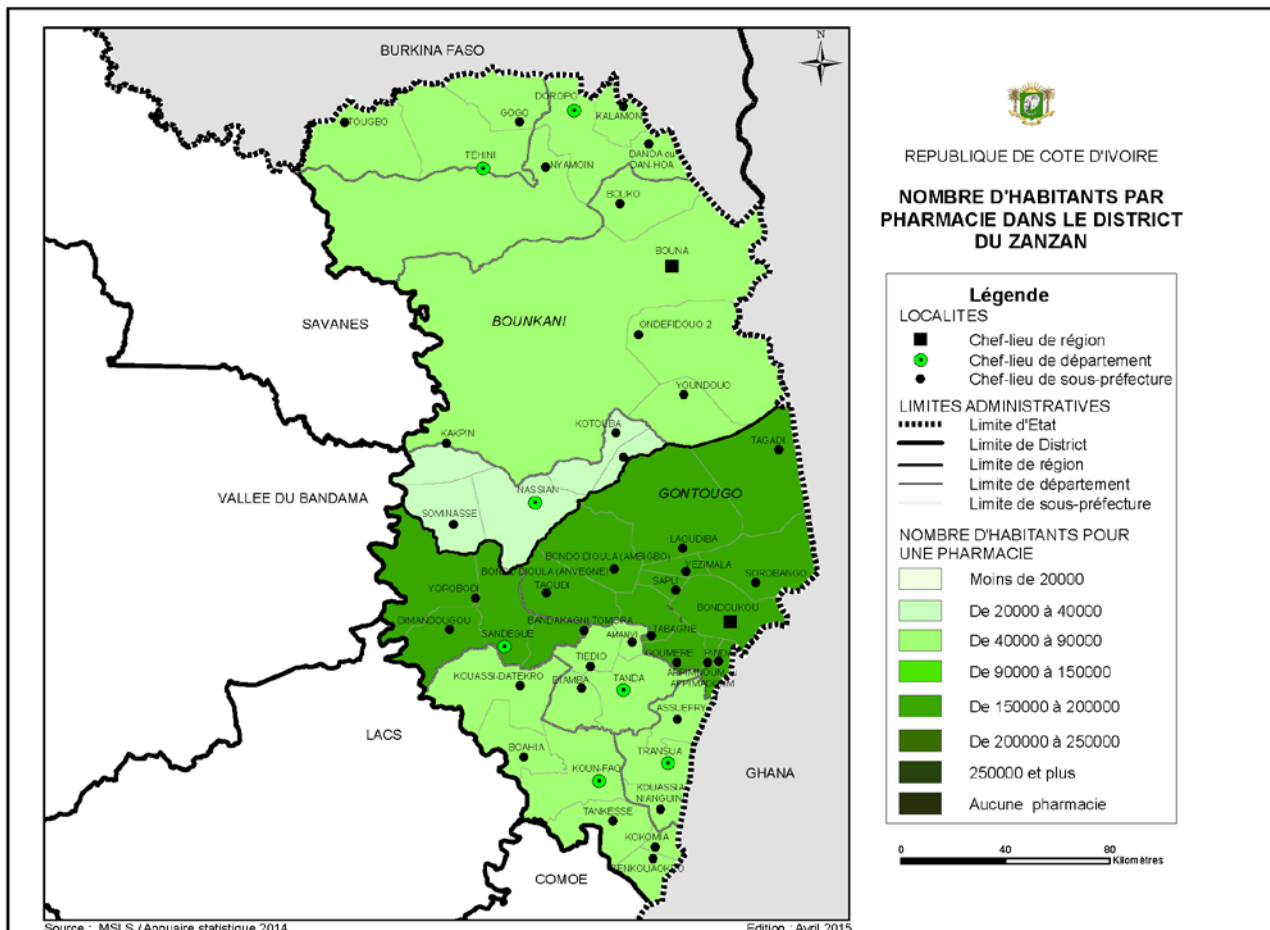 BURKINA FASO
N
TOUGBO
GOGO
DOROPO
KALAMON
TEHINI
NYAMOIN
DANOA ou
DAN-HOA
BOUKO
BOUNA
SAVANES
BOUNKANI
ONDEFIDOUO 2
YOUNDOUO
KOTOUBA
KAKPIN
TAGADI
VALLEE DU BANDAMA
NASSIAN
GONTOUGO
SOMINASSE
LAOUDIBA
BONDO DIOULA (AMBIGBO)
BONDO DIOULA (ANVEGNE)
YEZIMALA
TAOUDI
SAPLI
SOROBANGO
YOROBODI
DIMANDOUGOU
BANDAKAGNI TOMORA
BONDOUKOU
SANDEGUE
AMANVI
TABAGNE
TIEDIO
GOUMERE
PINDA
KOUASSI-DATEKRO
DIAMBA
TANDA
ASSUEFRY
LACS
BOAHIA
TRANSUA
KOUN-FAO
GHANA
KOUASSIA
NIANGUIN
TANKESSE
KOKOMIA
COMOE
Source : MSLS / Annuaire statistique 2014
Edition : Avril 2015
REPUBLIQUE DE COTE D'IVOIRE
NOMBRE D'HABITANTS PAR
PHARMACIE DANS LE DISTRICT
DU ZANZAN
Légende
LOCALITES
Chef-lieu de région
Chef-lieu de département
Chef-lieu de sous-préfecture
LIMITES ADMINISTRATIVES
Limite d'Etat
Limite de District
Limite de région
Limite de département
Limite de sous-préfecture
NOMBRE D'HABITANTS POUR
UNE PHARMACIE
Moins de 20000
De 20000 à 40000
De 40000 à 90000
De 90000 à 150000
De 150000 à 200000
De 200000 à 250000
250000 et plus
Aucune pharmacie
0 40 80
Kilomètres